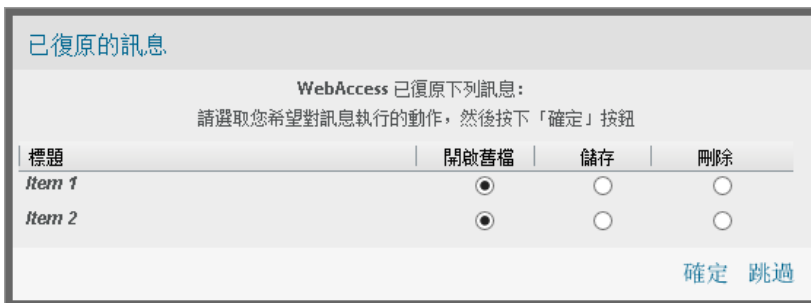 已復原的訊息
WebAccess 已復原下列訊息:
請選取您希望對訊息執行的動作，然後按下「確定」按鈕
標題 開啟舊檔 儲存 刪除
Item 1
Item 2
確定 跳過